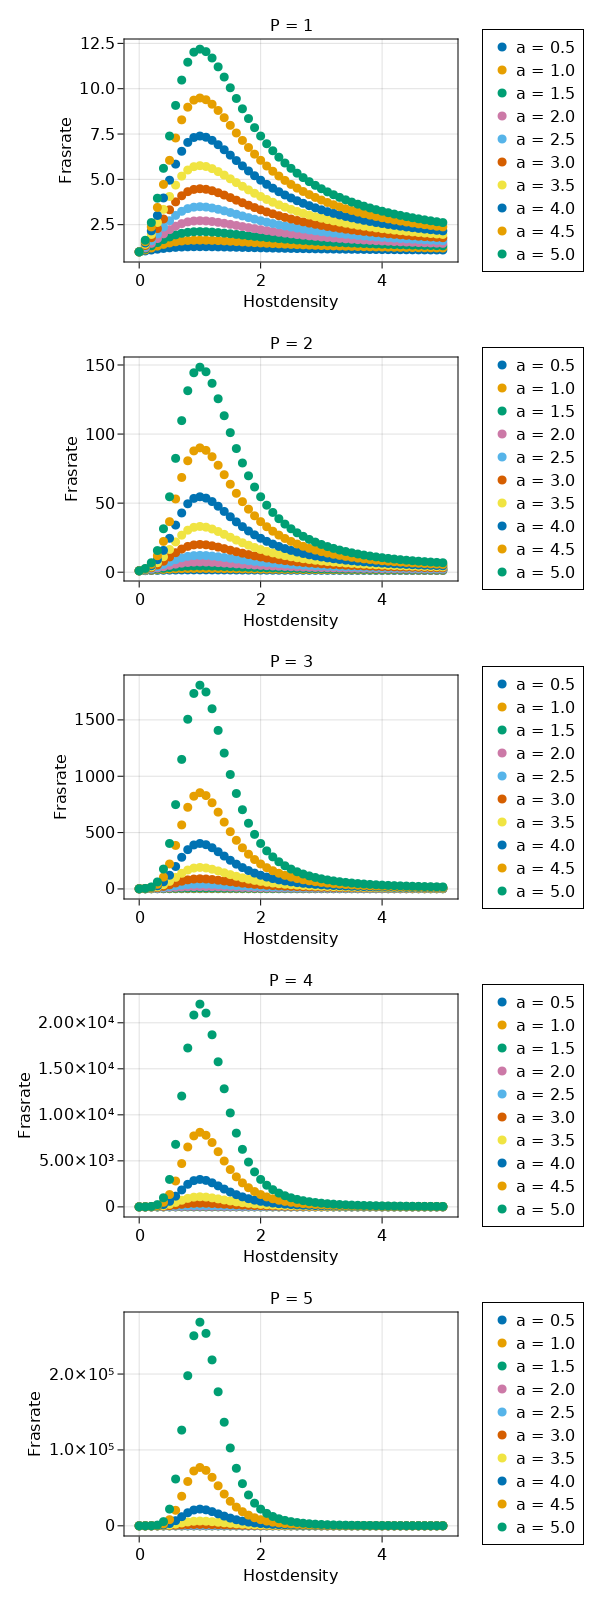 P = 1
12.5
10.0
7.5
5.0
2.5
Frasrate
0 2 4
Hostdensity
a = 0.5
a = 1.0
a = 1.5
a = 2.0
a = 2.5
a = 3.0
a = 3.5
a = 4.0
a = 4.5
a = 5.0
P = 2
150
100
50
0
Frasrate
0 2 4
Hostdensity
a = 0.5
a = 1.0
a = 1.5
a = 2.0
a = 2.5
a = 3.0
a = 3.5
a = 4.0
a = 4.5
a = 5.0
P = 3
1500
1000
500
0
Frasrate
0 2 4
Hostdensity
a = 0.5
a = 1.0
a = 1.5
a = 2.0
a = 2.5
a = 3.0
a = 3.5
a = 4.0
a = 4.5
a = 5.0
P = 4
2.00×10⁴
1.50×10⁴
1.00×10⁴
5.00×10³
0
Frasrate
0 2 4
Hostdensity
a = 0.5
a = 1.0
a = 1.5
a = 2.0
a = 2.5
a = 3.0
a = 3.5
a = 4.0
a = 4.5
a = 5.0
P = 5
2.0×10⁵
1.0×10⁵
0
Frasrate
0 2 4
Hostdensity
a = 0.5
a = 1.0
a = 1.5
a = 2.0
a = 2.5
a = 3.0
a = 3.5
a = 4.0
a = 4.5
a = 5.0